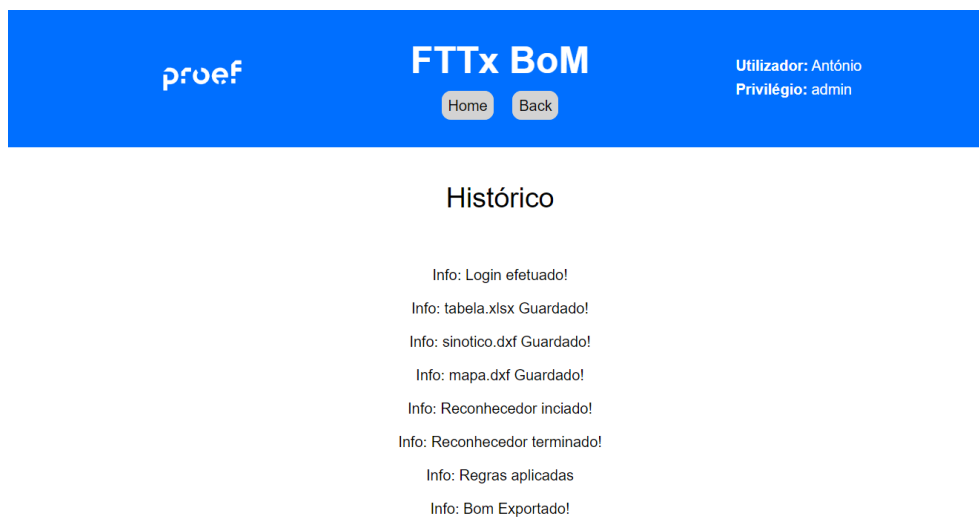 proef
FTTx BoM
Home
Back
Utilizador: António
Privilégio: admin
Histórico
Info: Login efetuado!
Info: tabela.xlsx Guardado!
Info: sinotico.dxf Guardado!
Info: mapa.dxf Guardado!
Info: Reconhecedor inciado!
Info: Reconhecedor terminado!
Info: Regras aplicadas
Info: Bom Exportado!